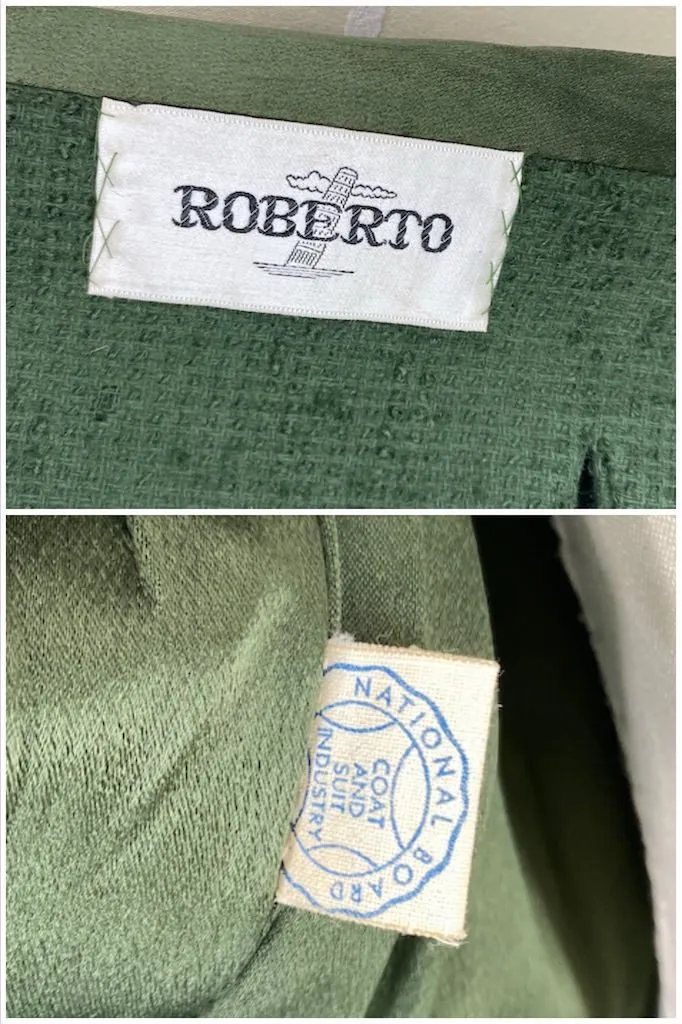 ROBERTO
NATIONAL BOARD
COAT
AND
SUIT
INDUSTRY